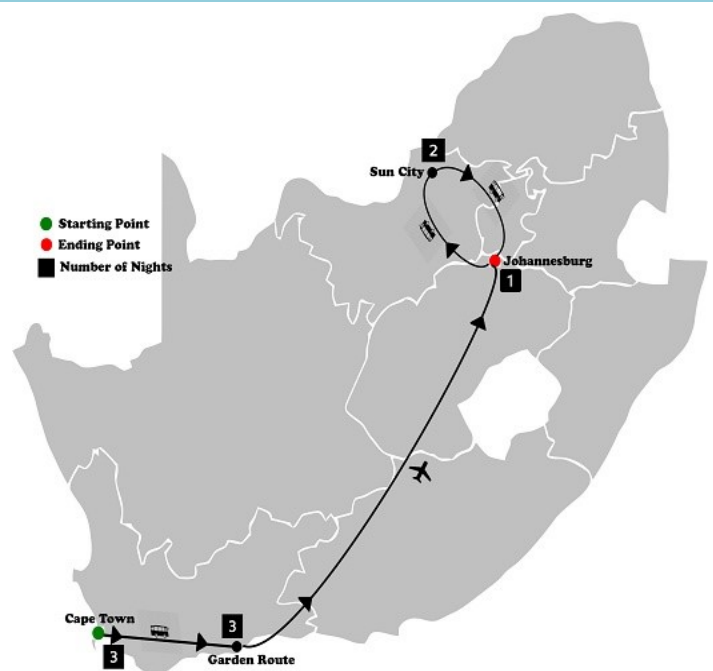 2
Sun City
Starting Point
Ending Point
Number of Nights
Johannesburg
1
Cape Town
3
3
Garden Route